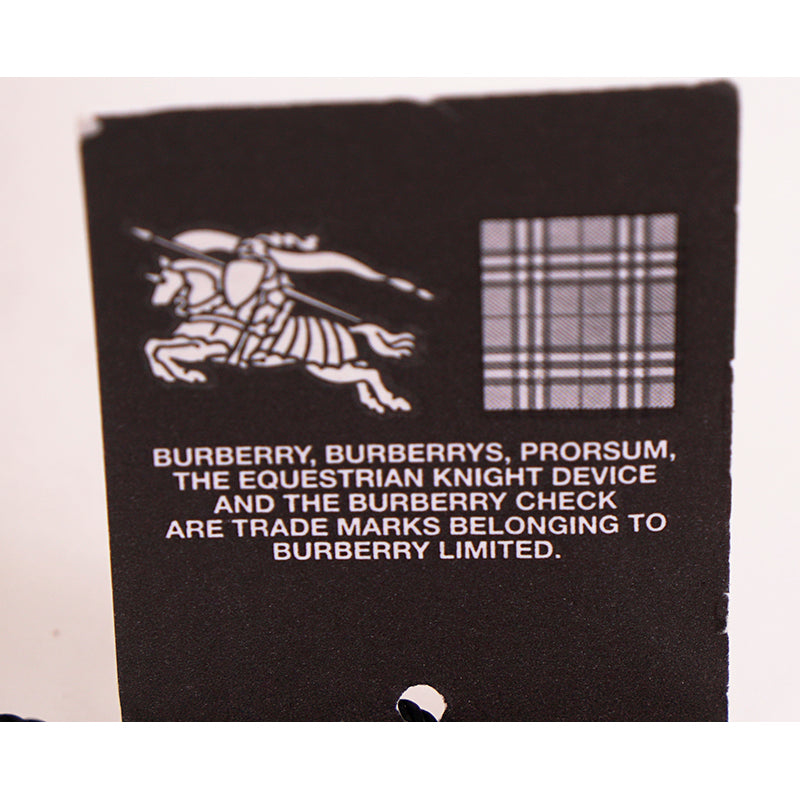 BURBERRY, BURBERRYS, PRORSUM,
THE EQUESTRIAN KNIGHT DEVICE
AND THE BURBERRY CHECK
ARE TRADE MARKS BELONGING TO
BURBERRY LIMITED.